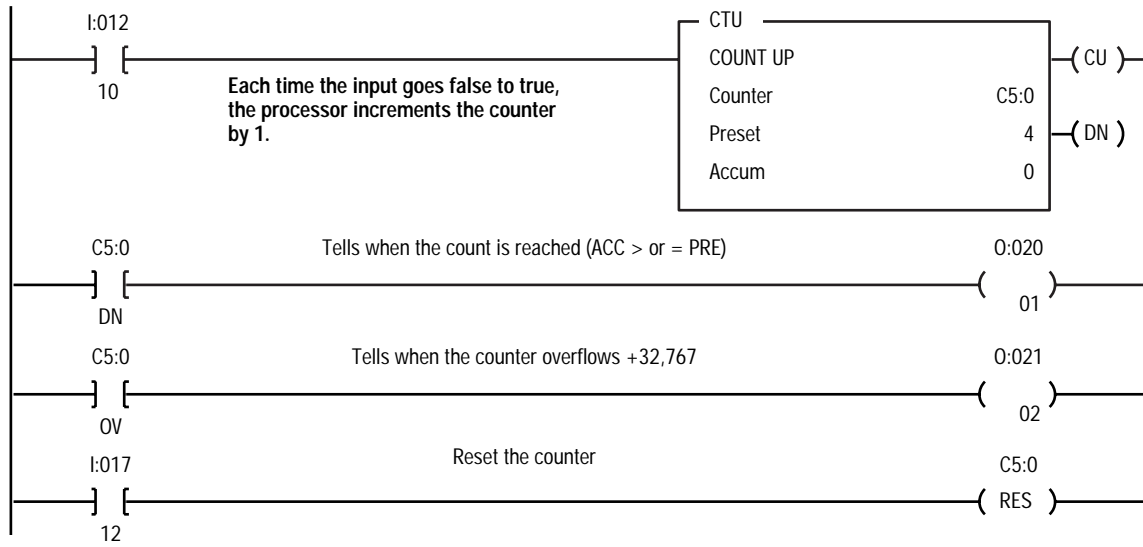 I:012
10
Each time the input goes false to true,
the processor increments the counter
by 1.
CTU
COUNT UP
Counter C5:0
Preset 4
Accum 0
CU
DN
C5:0
DN
Tells when the count is reached (ACC > or = PRE)
O:020
01
C5:0
OV
Tells when the counter overflows +32,767
O:021
02
I:017
12
Reset the counter
C5:0
RES